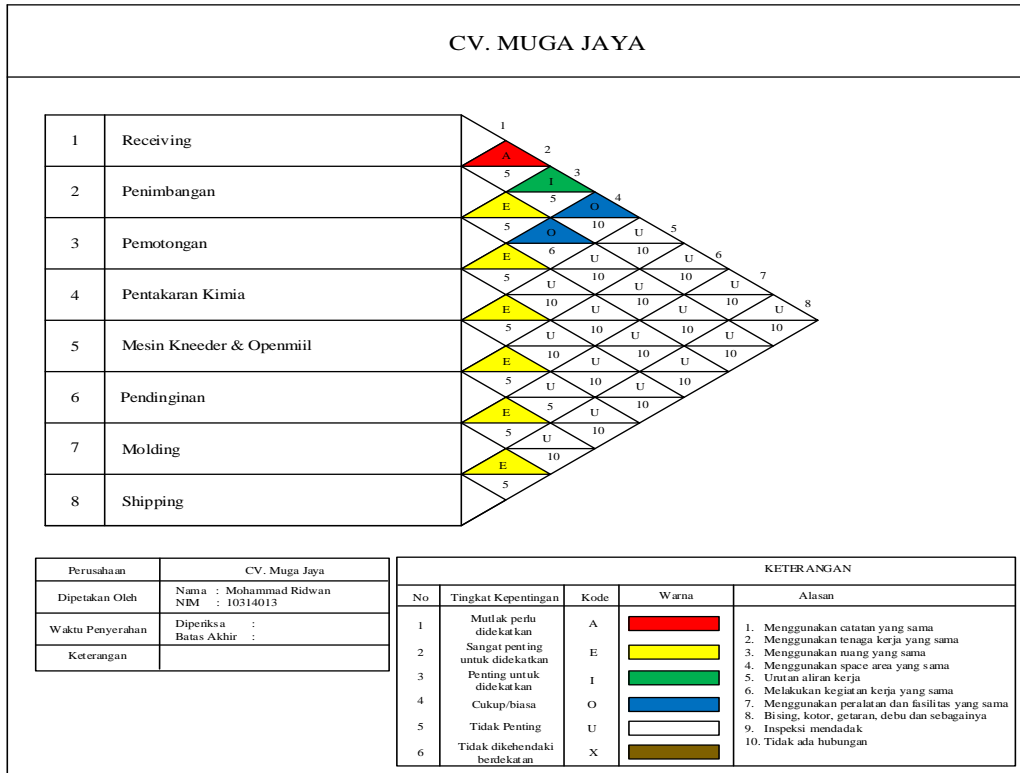 CV. MUGA JAYA
1
1 Receiving
2
A
5 3
I
2 Penimbangan 5 4
E O
5 10 5
O U
3 Pemotongan 6 10 6
E U U
5 10 10 7
U U U
4 Pentakaran Kimia 10 10 10 8
E U U U
5 10 10 10
U U U
5 Mesin Kneeder & Openmiil 10 10 10
E U U
5 10 10
U U
6 Pendinginan 5 10
E U
5 10
U
7 Molding 10
E
5
8 Shipping
Perusahaan CV. Muga Jaya
Dipetakan Oleh
Nama : Mohammad Ridwan
NIM : 10314013
Waktu Penyerahan
Diperiksa :
Batas Akhir :
Keterangan
KETERANGAN
No Tingkat Kepentingan Kode Warna Alasan
1 Mutlak perlu
didekatkan A
2 Sangat penting
untuk didekatkan E
3 Penting untuk
didekatkan I
4 Cukup/biasa O
5 Tidak Penting U
6 Tidak dikehendaki
berdekatan X
1. Menggunakan catatan yang sama
2. Menggunakan tenaga kerja yang sama
3. Menggunakan ruang yang sama
4. Menggunakan space area yang sama
5. Urutan aliran kerja
6. Melakukan kegiatan kerja yang sama
7. Menggunakan peralatan dan fasilitas yang sama
8. Bising, kotor, getaran, debu dan sebagainya
9. Inspeksi mendadak
10. Tidak ada hubungan